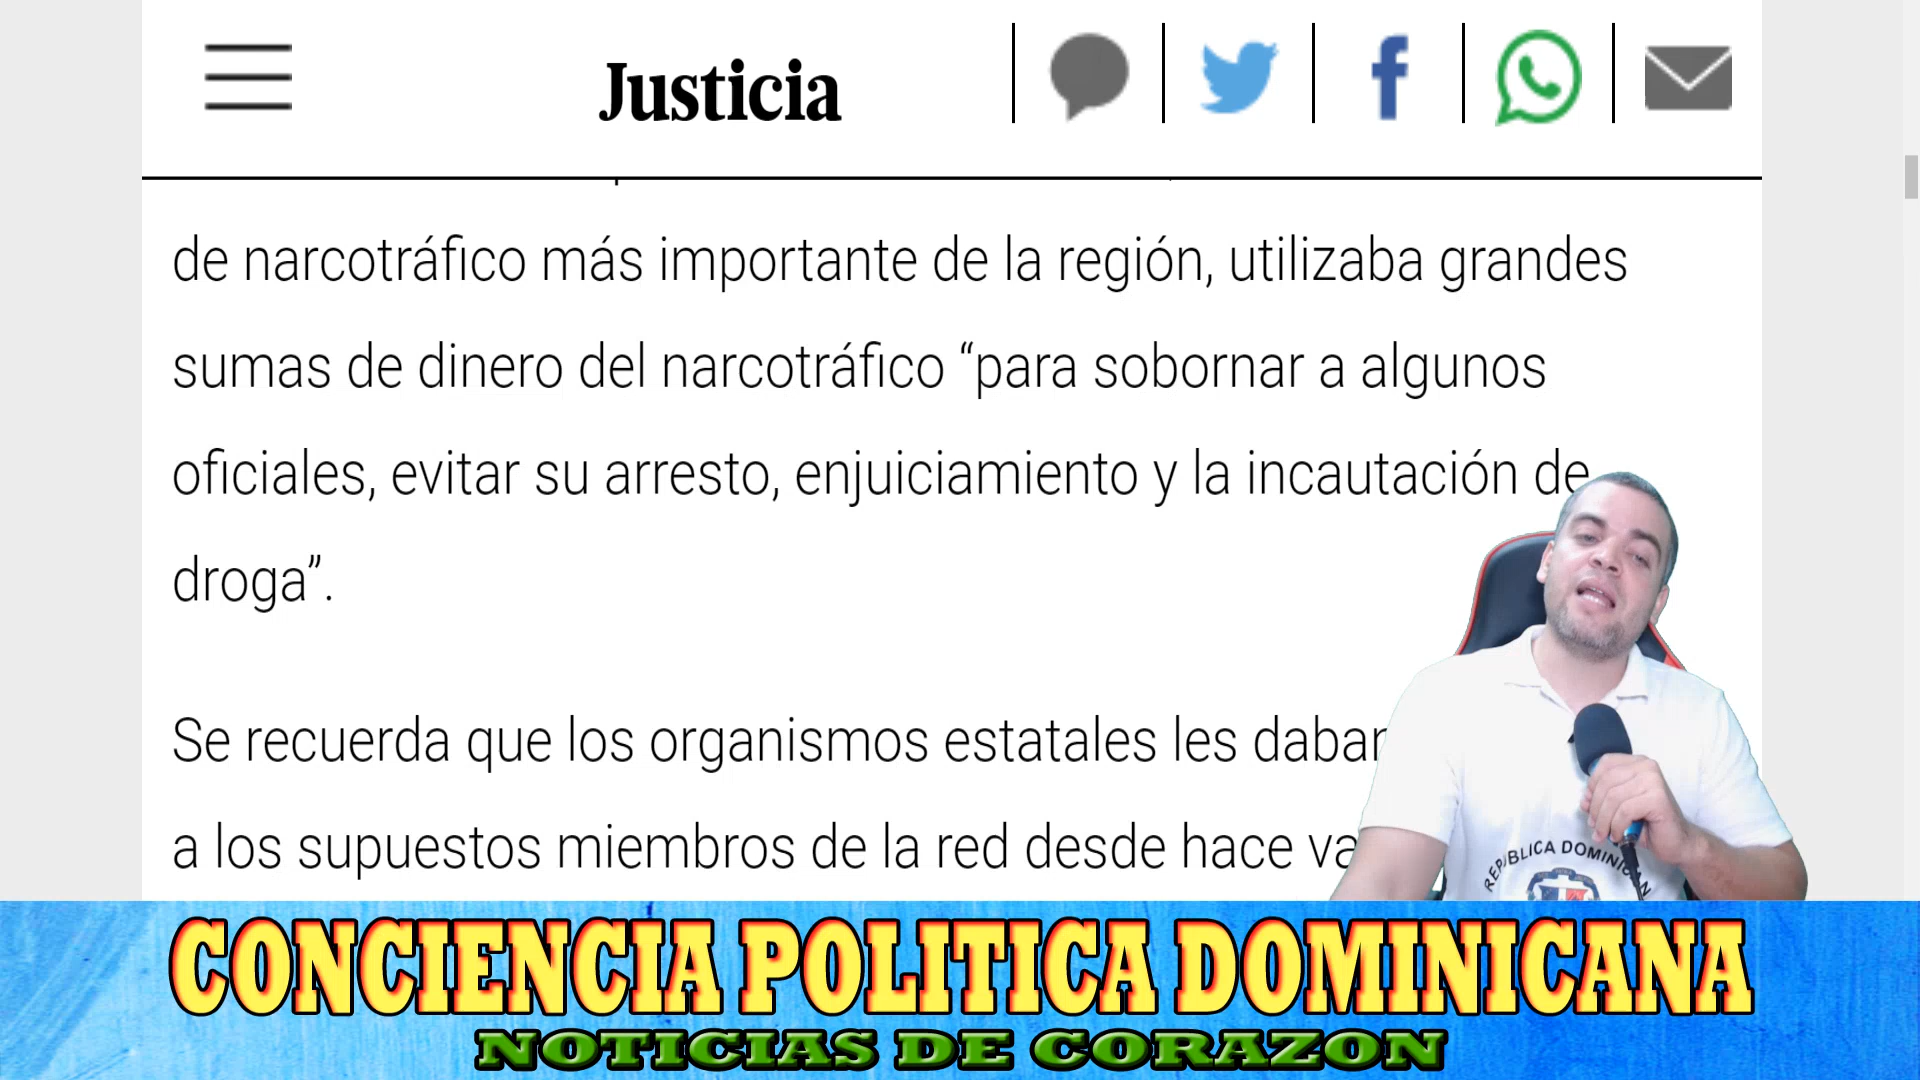 Justicia
de narcotráfico más importante de la región, utilizaba grandes
sumas de dinero del narcotráfico “para sobornar a algunos
oficiales, evitar su arresto, enjuiciamiento y la incautación de
droga”.
Se recuerda que los organismos estatales les daban
a los supuestos miembros de la red desde hace va
REPÚBLICA DOMINICAN
CONCIENCIA POLITICA DOMINICANA
NOTICIAS DE CORAZON